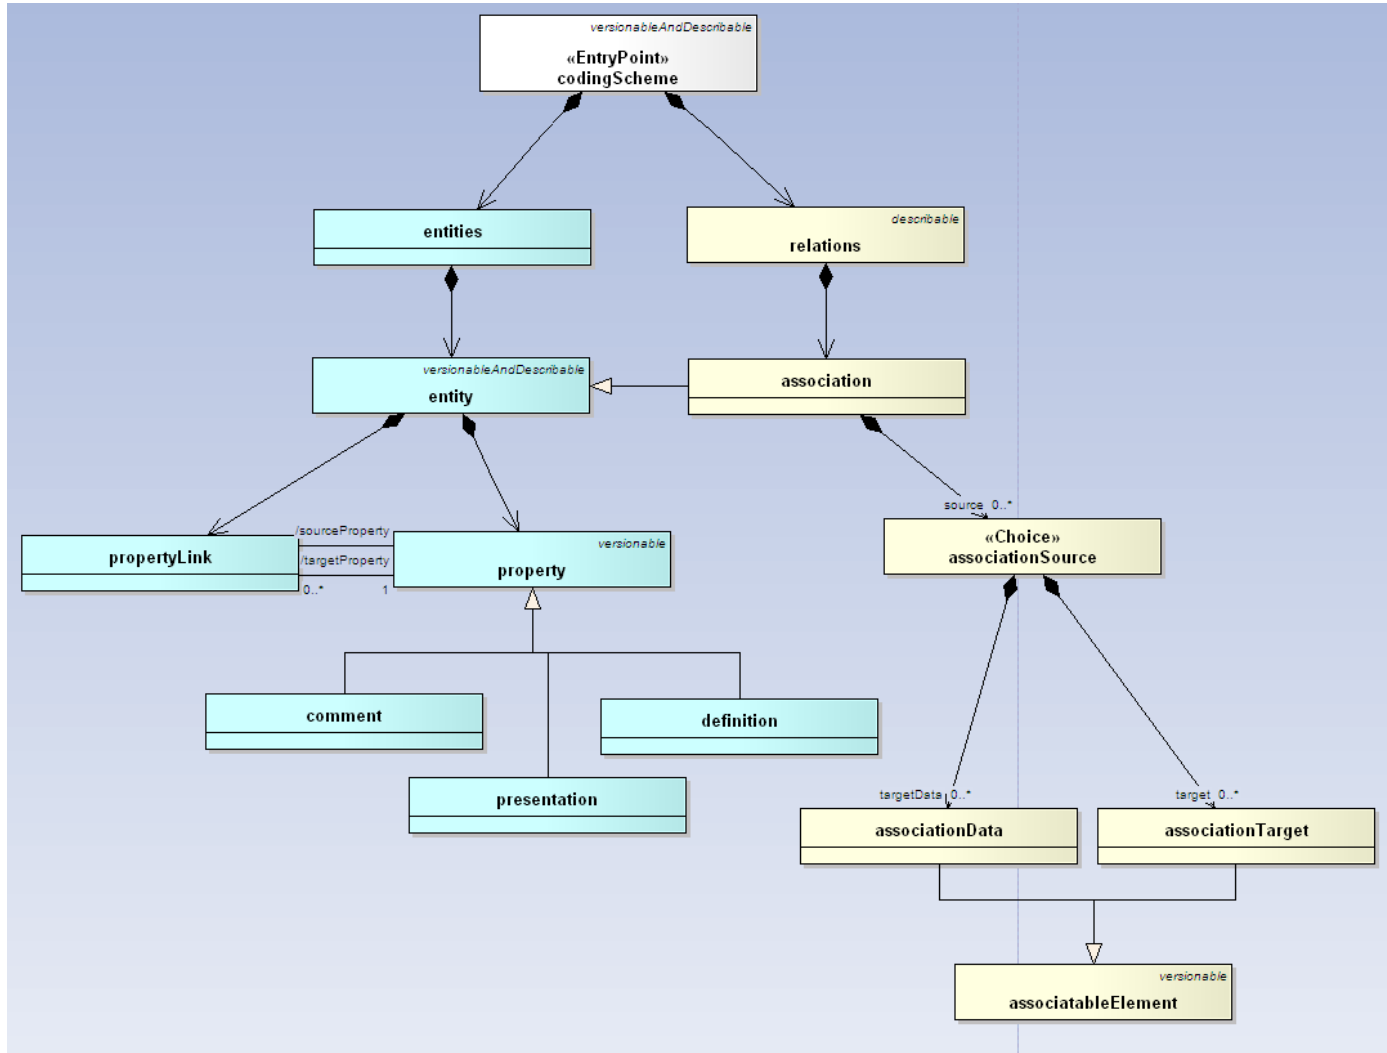 versionableAndDescribable
«EntryPoint»
codingScheme
entities
describable
relations
versionableAndDescribable
entity
association
source 0..*
«Choice»
associationSource
/sourceProperty
/targetProperty
0..*
1
propertyLink
versionable
property
comment
definition
presentation
targetData 0..*
target 0..*
associationData
associationTarget
versionable
associatableElement